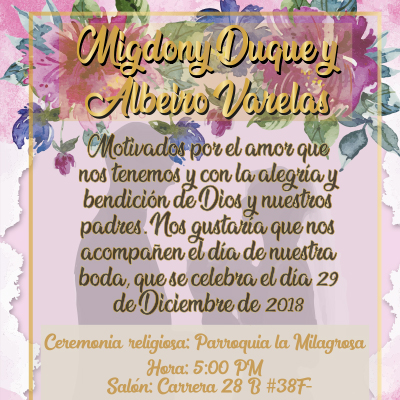 Migdony Duque y
Albeiro Varelas
Motivados por el amor que
nos tenemos y con la alegria y
bendición de Dios y nuestros
padres. Nos gustaria que nos
acompañen el día de nuestra
boda, que se celebra el día 29
de Diciembre de 2018
Ceremonia religiosa: Parroquia la Milagrosa
Hora: 5:00 PM
Salón: Carrera 28 B #38F